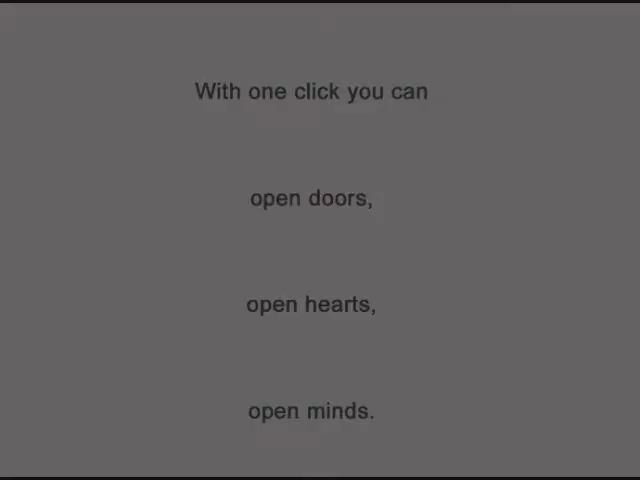 With one click you can
open doors,
open hearts,
open minds.